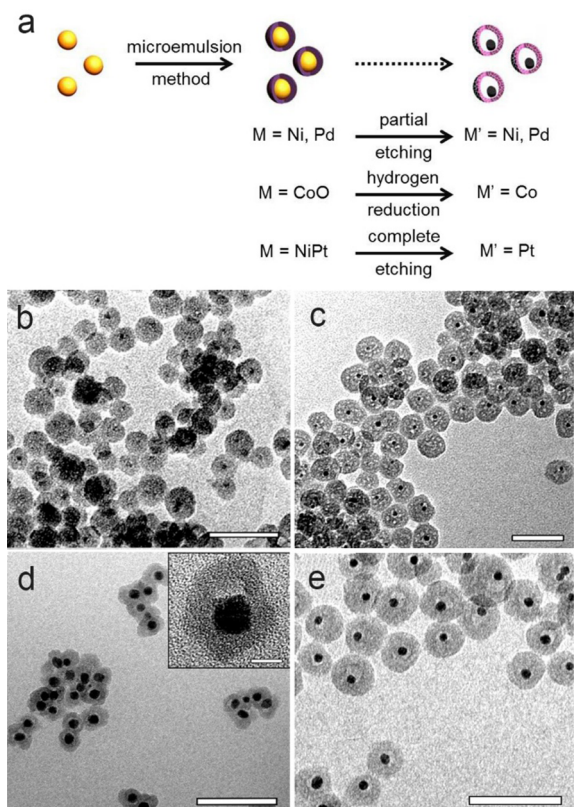 a
microemulsion
method
M = Ni, Pd
partial
etching
M' = Ni, Pd
M = CoO
hydrogen
reduction
M' = Co
M = NiPt
complete
etching
M' = Pt
b
c
d
e